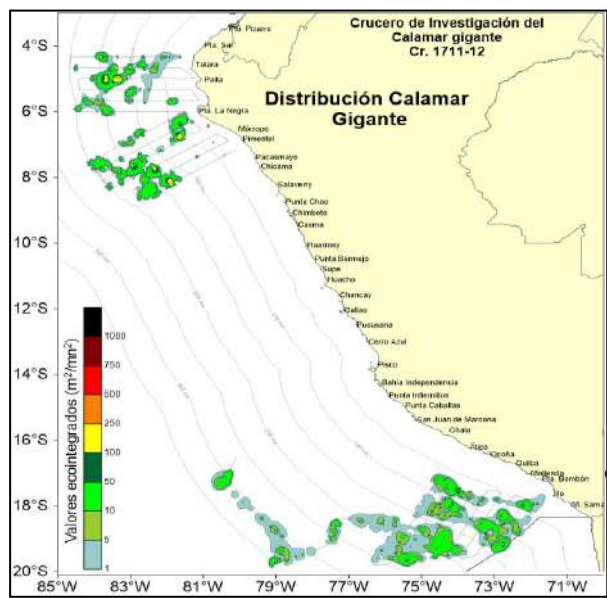 Crucero de Investigación del
Calamar gigante
Cr. 1711-12
Distribución Calamar
Gigante
4°S
6°S
8°S
10°S
12°S
14°S
16°S
18°S
20°S
Pta. Sal
Talara
Paita
Pta. La Negra
Mórrope
Pimentel
Pacasmayo
Chicama
Salaverry
Punta Chao
Chimbote
Casma
Huarmey
Punta Bermejo
Supe
Huacho
Chancay
Callao
Pucusana
Cerro Azul
Pisco
Bahía Independencia
Punta Infiernillos
Punta Caballas
San Juan de Marcona
Chala
Atico
Ocoña
Quilca
Mollendo
Pta. Bombón
Ilo
M. Sama
Valores ecointegrados (m²/mn²)
1000
750
500
250
100
50
10
5
1
85°W
83°W
81°W
79°W
77°W
75°W
73°W
71°W